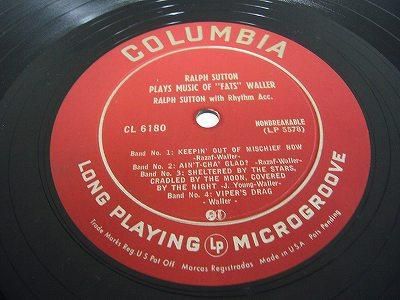 COLUMBIA
RALPH SUTTON
PLAYS MUSIC OF "FATS" WALLER
RALPH SUTTON with Rhythm Acc.
CL 6180
NONBREAKABLE
(LP 5578)
Band No. 1: KEEPIN' OUT OF MISCHIEF NOW
-Razaf-Waller-
Band No. 2: AIN'T-CHA' GLAD? -Razaf-Waller-
Band No. 3: SHELTERED BY THE STARS,
CRADLED BY THE MOON, COVERED
BY THE NIGHT -J. Young-Waller-
Band No. 4: VIPER'S DRAG
- Waller -
LONG PLAYING Lp MICROGROOVE
Trade Marks Reg. U S Pat Off Marcas Registradas Made in U.S.A. Pats Pending